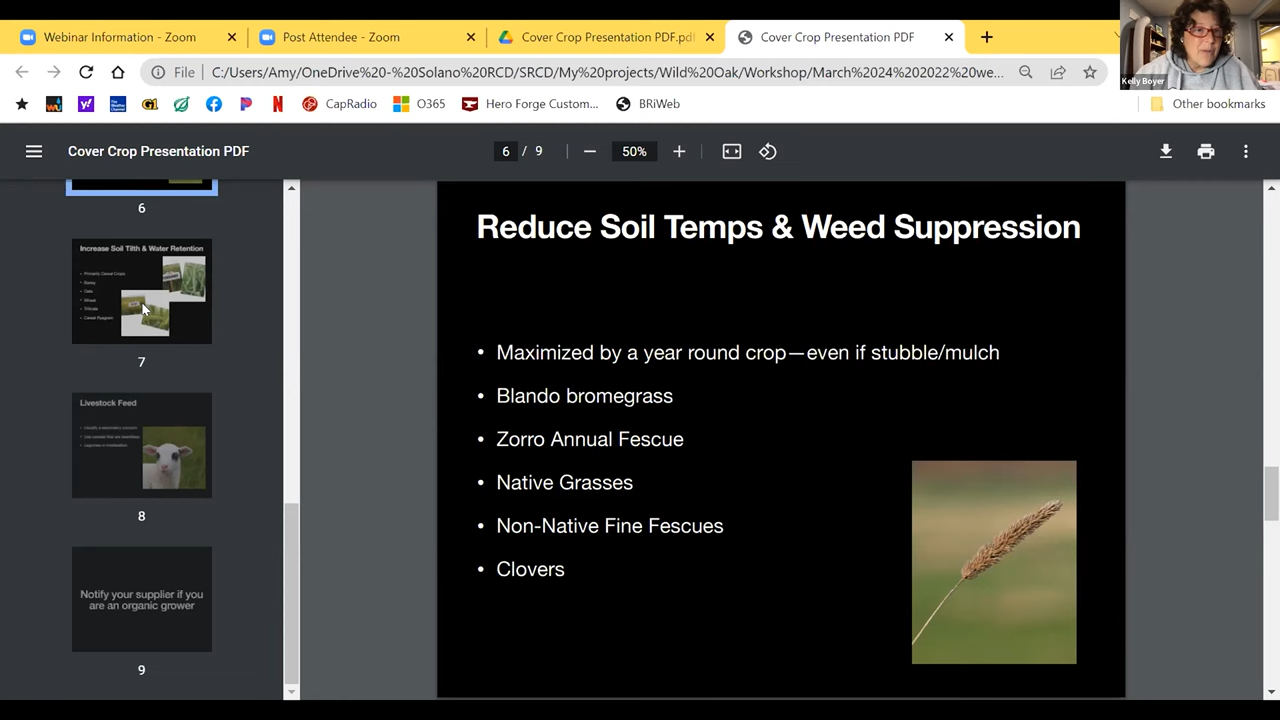 Webinar Information - Zoom
Post Attendee - Zoom
Cover Crop Presentation PDF.pdf
Cover Crop Presentation PDF
File
C:/Users/Amy/OneDrive%20-%20Solano%20RCD/SRCD/My%20projects/Wild%20Oak/Workshop/March%2024%202022%20we...
Kelly Boyer
CapRadio
O365
Hero Forge Custom...
BRiWeb
Other bookmarks
Cover Crop Presentation PDF
6 / 9
50%
6
Increase Soil Tilth & Water Retention
Primarily Cereal Crops
Barley
Oats
Wheat
Triticale
Cereal Ryegrain
7
Livestock Feed
Legumes in moderation
8
Notify your supplier if you
are an organic grower
9
Reduce Soil Temps & Weed Suppression
• Maximized by a year round crop—even if stubble/mulch
• Blando bromegrass
• Zorro Annual Fescue
• Native Grasses
• Non-Native Fine Fescues
• Clovers